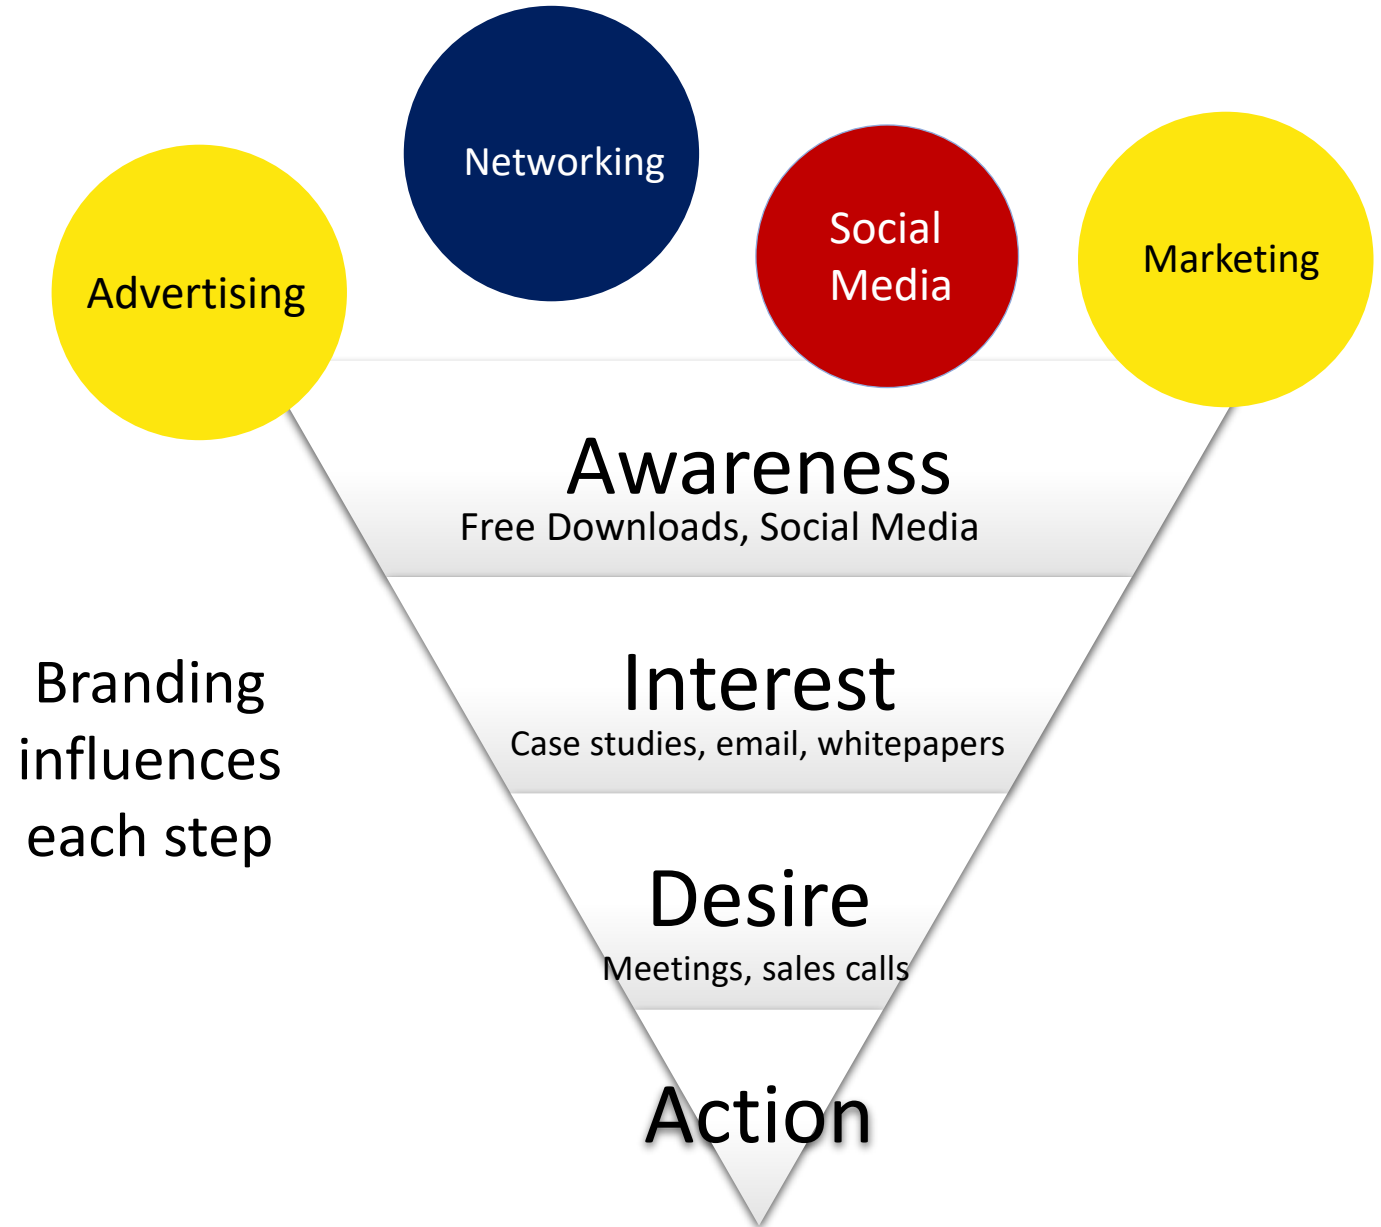 Networking
Social
Media
Marketing
Advertising
Awareness
Free Downloads, Social Media
Interest
Case studies, email, whitepapers
Branding
influences
each step
Desire
Meetings, sales calls
Action